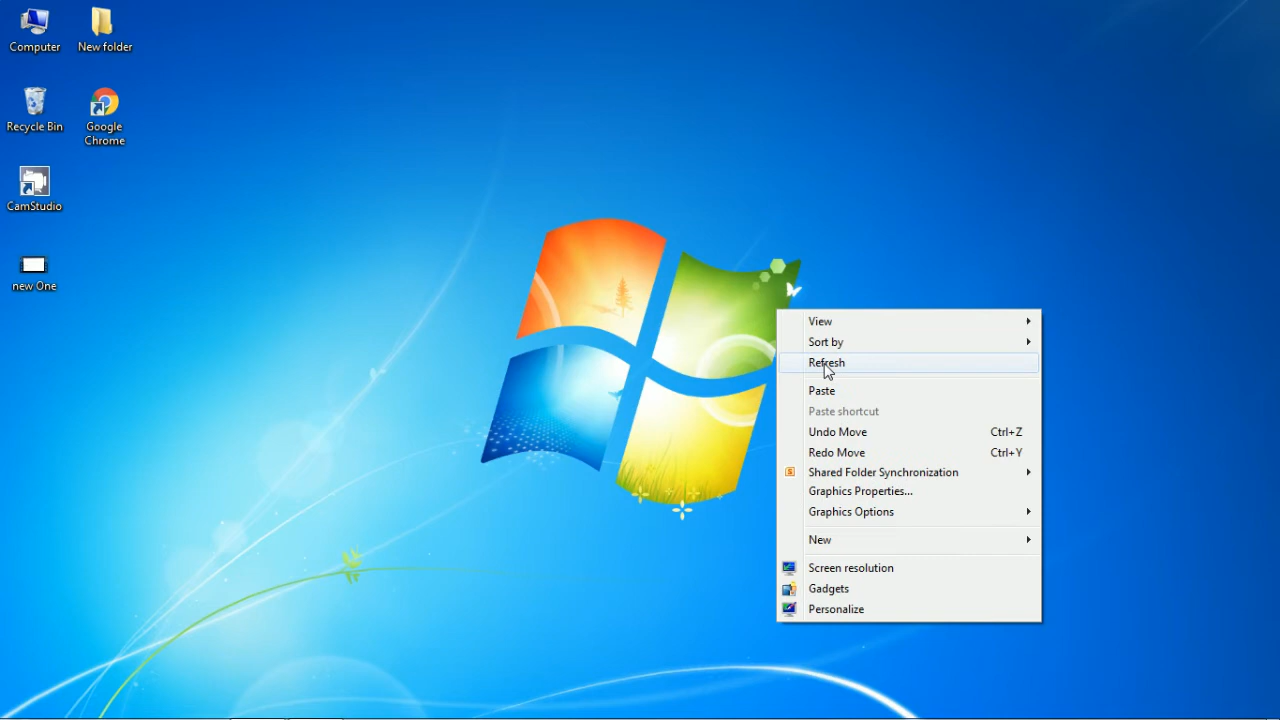 Computer
New folder
Recycle Bin
Google
Chrome
CamStudio
new One
View
Sort by
Refresh
Paste
Paste shortcut
Undo Move Ctrl+Z
Redo Move Ctrl+Y
Shared Folder Synchronization
Graphics Properties...
Graphics Options
New
Screen resolution
Gadgets
Personalize